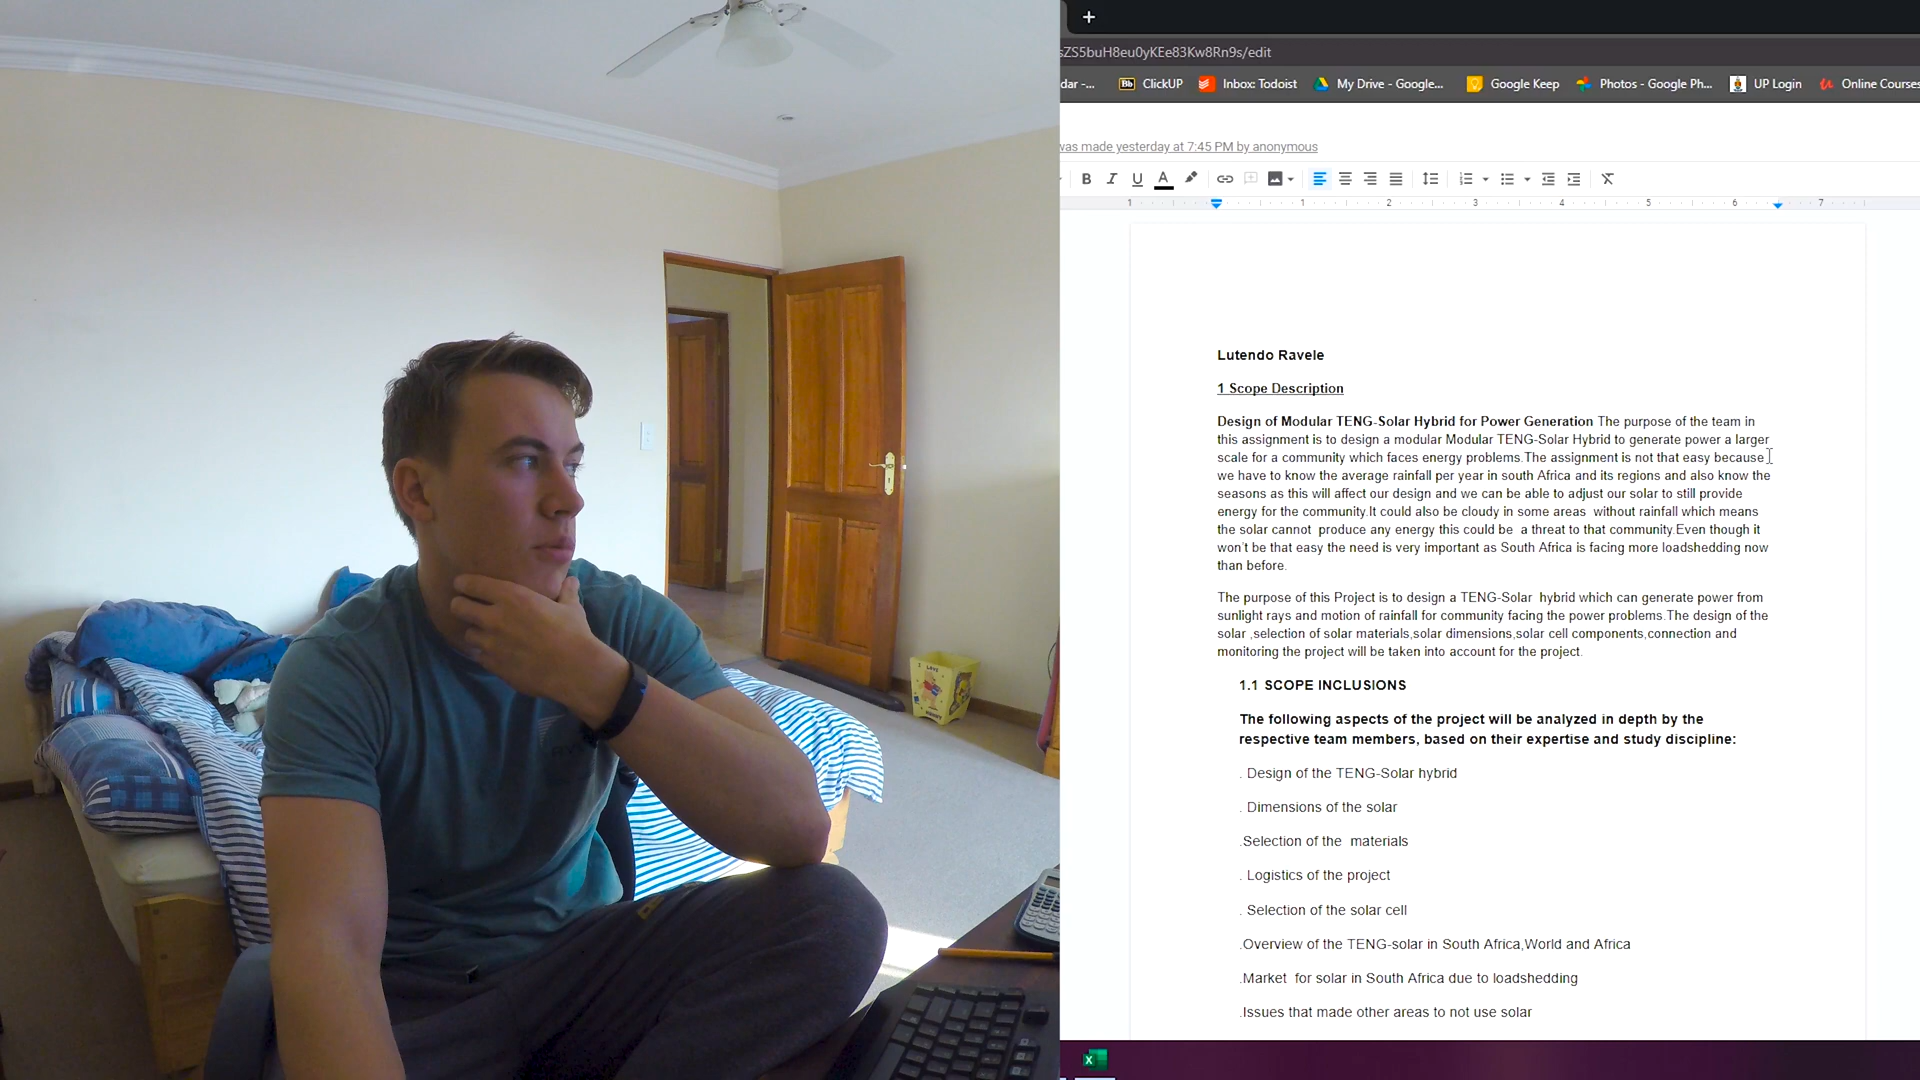 sZS5buH8eu0yKEe83Kw8Rn9s/edit
dar -...
Bb ClickUP
Inbox: Todoist
My Drive - Google...
Google Keep
Photos - Google Ph...
UP Login
Online Courses
was made yesterday at 7:45 PM by anonymous
B I U A
1 1 2 3 4 5 6 7
Lutendo Ravele
1 Scope Description
Design of Modular TENG-Solar Hybrid for Power Generation The purpose of the team in
this assignment is to design a modular Modular TENG-Solar Hybrid to generate power a larger
scale for a community which faces energy problems.The assignment is not that easy because
we have to know the average rainfall per year in south Africa and its regions and also know the
seasons as this will affect our design and we can be able to adjust our solar to still provide
energy for the community.It could also be cloudy in some areas  without rainfall which means
the solar cannot  produce any energy this could be  a threat to that community.Even though it
won't be that easy the need is very important as South Africa is facing more loadshedding now
than before.
The purpose of this Project is to design a TENG-Solar  hybrid which can generate power from
sunlight rays and motion of rainfall for community facing the power problems.The design of the
solar ,selection of solar materials,solar dimensions,solar cell components,connection and
monitoring the project will be taken into account for the project.
1.1 SCOPE INCLUSIONS
The following aspects of the project will be analyzed in depth by the
respective team members, based on their expertise and study discipline:
. Design of the TENG-Solar hybrid
. Dimensions of the solar
.Selection of the  materials
. Logistics of the project
. Selection of the solar cell
.Overview of the TENG-solar in South Africa,World and Africa
.Market  for solar in South Africa due to loadshedding
.Issues that made other areas to not use solar